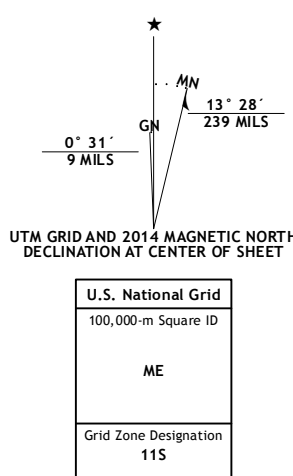 MN
13° 28´
239 MILS
GN
0° 31´
9 MILS
UTM GRID AND 2014 MAGNETIC NORTH
DECLINATION AT CENTER OF SHEET
U.S. National Grid
100,000-m Square ID
ME
Grid Zone Designation
11S